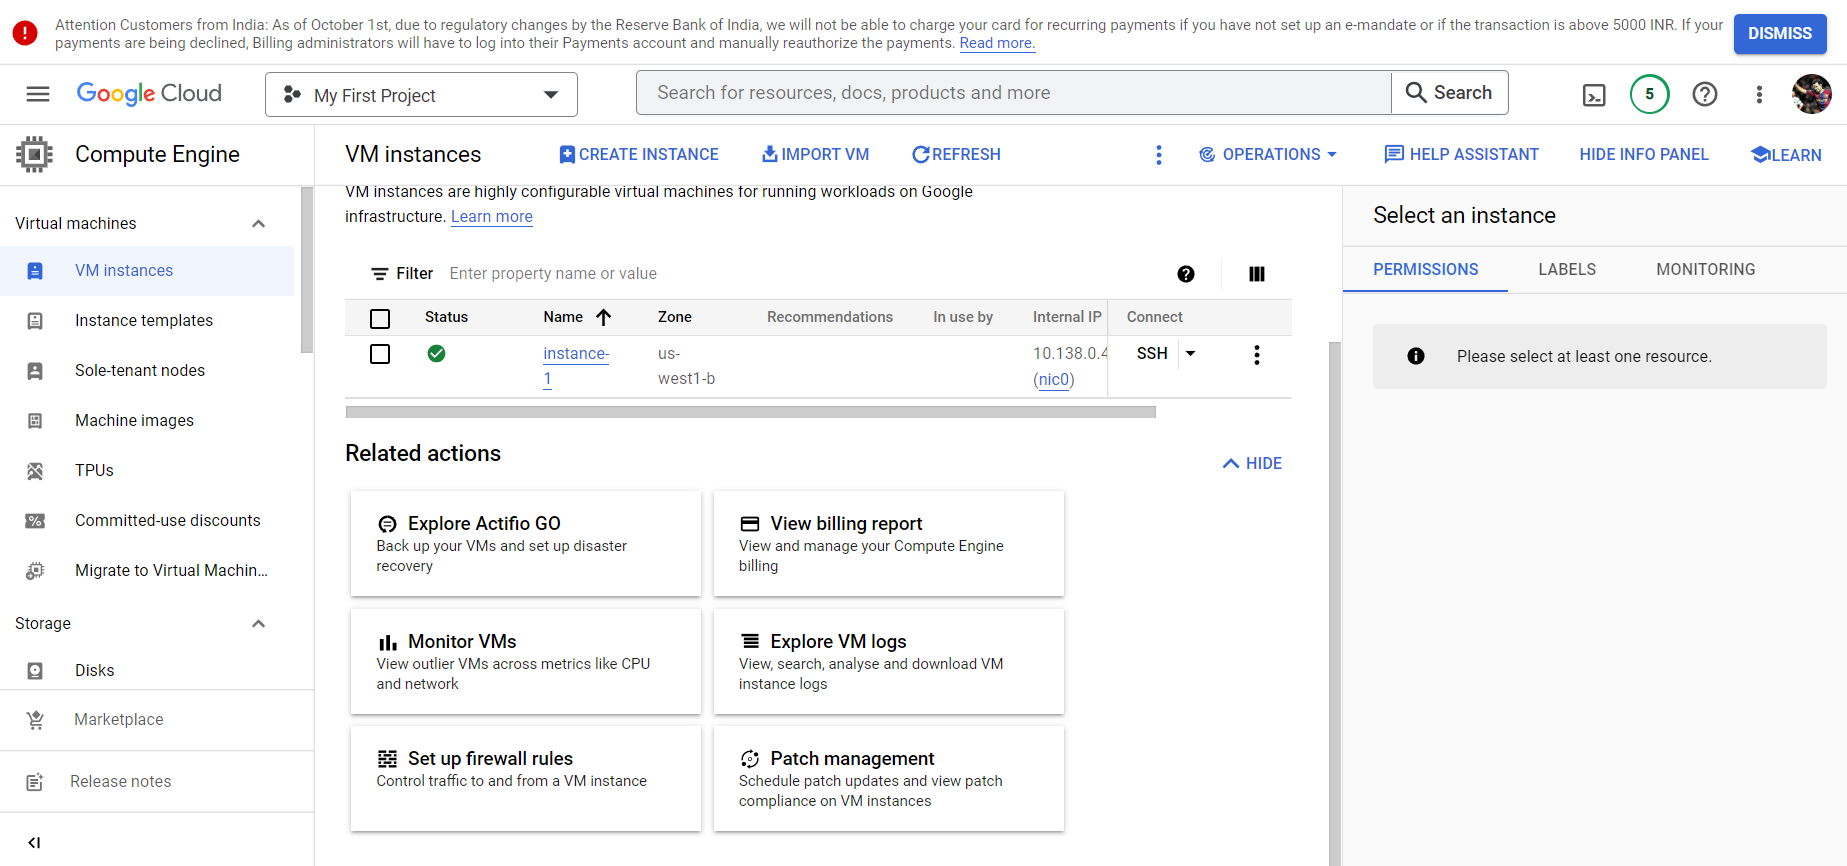 Attention Customers from India: As of October 1st, due to regulatory changes by the Reserve Bank of India, we will not be able to charge your card for recurring payments if you have not set up an e-mandate or if the transaction is above 5000 INR. If your
payments are being declined, Billing administrators will have to log into their Payments account and manually reauthorize the payments. Read more.
DISMISS
Google Cloud
My First Project
Search for resources, docs, products and more
Search
5
Compute Engine
VM instances
CREATE INSTANCE
IMPORT VM
REFRESH
OPERATIONS
HELP ASSISTANT
HIDE INFO PANEL
LEARN
Virtual machines
VM instances
Instance templates
Sole-tenant nodes
Machine images
TPUs
Committed-use discounts
Migrate to Virtual Machin...
Storage
Disks
Marketplace
Release notes
VM instances are highly configurable virtual machines for running workloads on Google
infrastructure. Learn more
Filter Enter property name or value
Status Name Zone Recommendations In use by Internal IP Connect
instance- us- 10.138.0.4 SSH
1 west1-b (nic0)
Related actions
HIDE
Explore Actifio GO
Back up your VMs and set up disaster
recovery
View billing report
View and manage your Compute Engine
billing
Monitor VMs
View outlier VMs across metrics like CPU
and network
Explore VM logs
View, search, analyse and download VM
instance logs
Set up firewall rules
Control traffic to and from a VM instance
Patch management
Schedule patch updates and view patch
compliance on VM instances
Select an instance
PERMISSIONS LABELS MONITORING
Please select at least one resource.